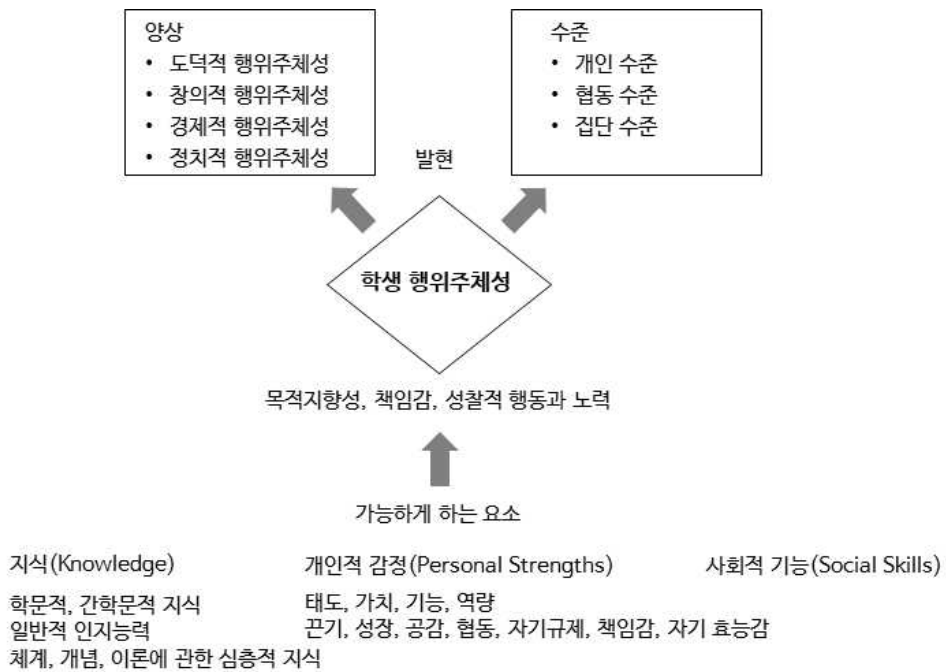 양상
• 도덕적 행위주체성
• 창의적 행위주체성
• 경제적 행위주체성
• 정치적 행위주체성
수준
• 개인 수준
• 협동 수준
• 집단 수준
발현
학생 행위주체성
목적지향성, 책임감, 성찰적 행동과 노력
가능하게 하는 요소
지식(Knowledge)
학문적, 간학문적 지식
일반적 인지능력
체계, 개념, 이론에 관한 심층적 지식
개인적 감정(Personal Strengths)
태도, 가치, 기능, 역량
끈기, 성장, 공감, 협동, 자기규제, 책임감, 자기 효능감
사회적 기능(Social Skills)